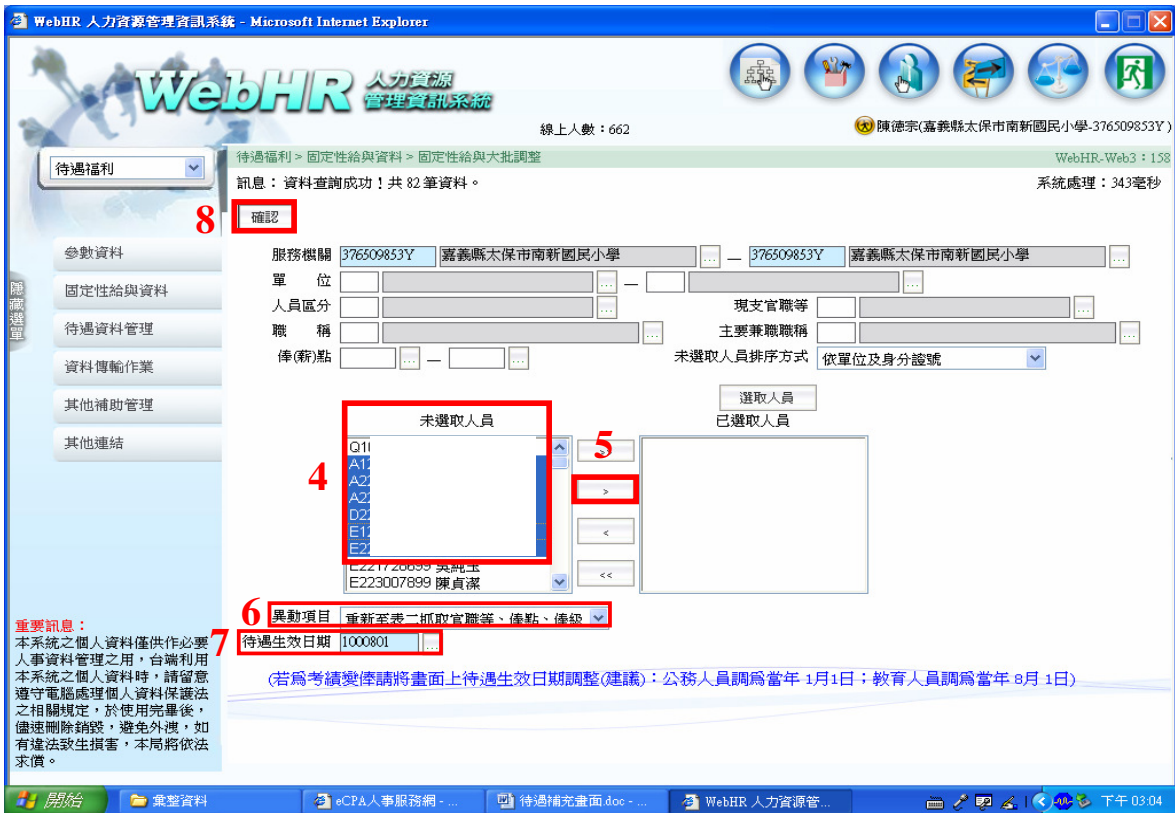 WebHR 人力資源管理資訊系統 - Microsoft Internet Explorer
WebHR 人力資源
管理資訊系統
線上人數：662
陳德宗(嘉義縣太保市南新國民小學-376509853Y)
待遇福利
待遇福利 > 固定性給與資料 > 固定性給與大批調整
WebHR-Web3：158
訊息：資料查詢成功！共 82 筆資料。
系統處理：343毫秒
8
確認
參數資料
固定性給與資料
待遇資料管理
資料傳輸作業
其他補助管理
其他連結
隱藏選單
服務機關 376509853Y 嘉義縣太保市南新國民小學 ... — 376509853Y 嘉義縣太保市南新國民小學 ...
單 位 ... — ...
人員區分 ... 現支官職等 ...
職 稱 ... 主要兼職職稱 ...
俸(薪)點 ... — ... 未選取人員排序方式 依單位及身分證號
選取人員
未選取人員 已選取人員
4
5
A12
A22
A22
D22
E12
E22
E223007899 陳貞潔
>
<
<<
6 異動項目 重新至表二抓取官職等、俸點、俸級
7 待遇生效日期 1000801 ...
(若為考績變俸請將畫面上待遇生效日期調整(建議)：公務人員調為當年 1月1日；教育人員調為當年 8月 1日)
重要訊息：
本系統之個人資料僅供作必要
人事資料管理之用，台端利用
本系統之個人資料時，請留意
遵守電腦處理個人資料保護法
之相關規定，於使用完畢後，
儘速刪除銷毀，避免外洩，如
有違法致生損害，本局將依法
求償。
開始
彙整資料
eCPA人事服務網 - ...
待遇補充畫面.doc - ...
WebHR 人力資源管...
下午 03:04